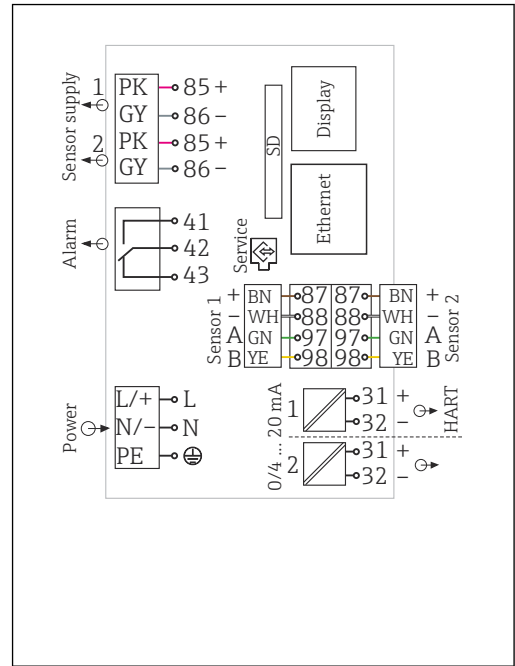 Sensor supply
1
PK
85 +
GY
86 -
2
PK
85 +
GY
86 -
SD
Display
Ethernet
Alarm
41
42
43
Service
Sensor 1
+ BN 87 87 BN +
- WH 88 88 WH -
A GN 97 97 GN A
B YE 98 98 YE B
Sensor 2
Power
L/+ L
N/- N
PE
0/4 ... 20 mA
1
31 +
32 -
HART
2
31 +
32 -